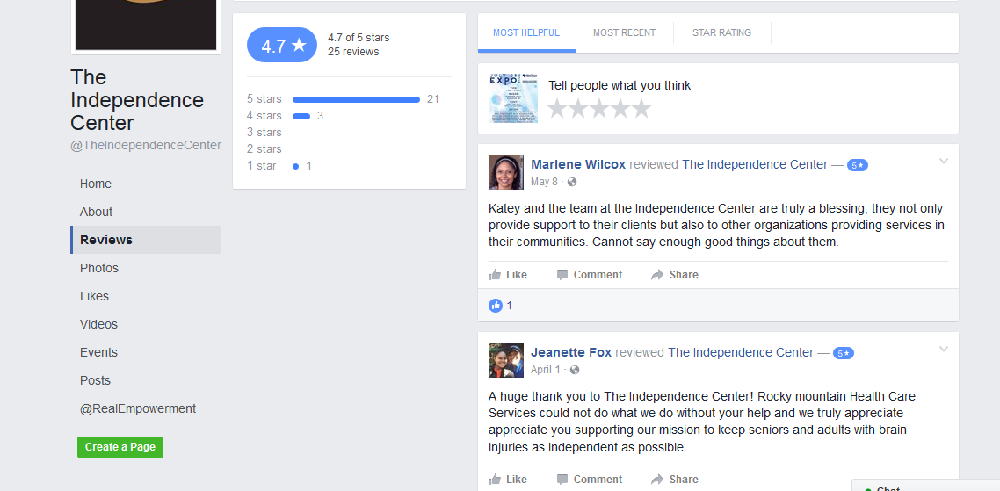 The
Independence
Center
@TheIndependenceCenter
Home
About
Reviews
Photos
Likes
Videos
Events
Posts
@RealEmpowerment
Create a Page
4.7 ★
4.7 of 5 stars
25 reviews
5 stars 21
4 stars 3
3 stars
2 stars
1 star 1
MOST HELPFUL MOST RECENT STAR RATING
EXPO
Tell people what you think
Marlene Wilcox reviewed The Independence Center — 5★
May 8 ·
Katey and the team at the Independence Center are truly a blessing, they not only
provide support to their clients but also to other organizations providing services in
their communities. Cannot say enough good things about them.
Like Comment Share
1
Jeanette Fox reviewed The Independence Center — 5★
April 1 ·
A huge thank you to The Independence Center! Rocky mountain Health Care
Services could not do what we do without your help and we truly appreciate
appreciate you supporting our mission to keep seniors and adults with brain
injuries as independent as possible.
Like Comment Share
Chat